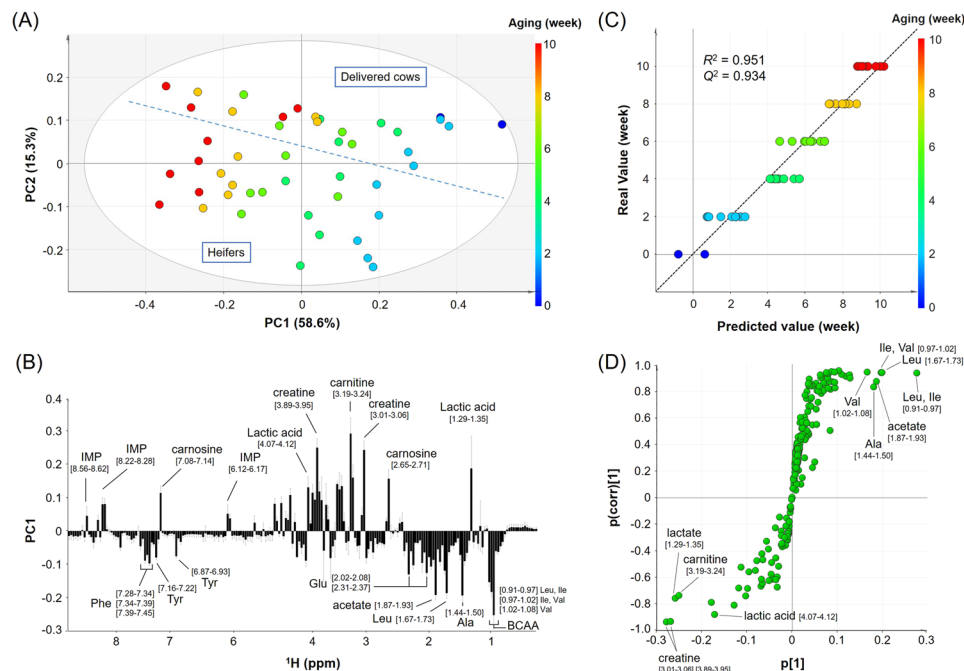 (A)
Aging (week)
10
8
6
4
2
0
0.2
0.1
0
-0.1
-0.2
PC2 (15.3%)
Delivered cows
Heifers
-0.4
-0.2
0
0.2
0.4
PC1 (58.6%)
(C)
Aging (week)
10
8
6
4
2
0
R² = 0.951
Q² = 0.934
10
8
6
4
2
0
Real Value (week)
0
2
4
6
8
10
Predicted value (week)
(B)
0.4
0.3
0.2
0.1
0
-0.1
-0.2
-0.3
PC1
IMP
[8.56-8.62]
IMP
[8.22-8.28]
carnosine
[7.08-7.14]
IMP
[6.12-6.17]
Lactic acid
[4.07-4.12]
creatine
[3.89-3.95]
carnitine
[3.19-3.24]
creatine
[3.01-3.06]
carnosine
[2.65-2.71]
Lactic acid
[1.29-1.35]
Phe
[7.28-7.34]
[7.34-7.39]
[7.39-7.45]
[7.16-7.22]
Tyr
[6.87-6.93]
Tyr
Glu
[2.02-2.08]
[2.31-2.37]
acetate [1.87-1.93]
Leu [1.67-1.73]
[1.44-1.50]
Ala
[0.91-0.97] Leu, Ile
[0.97-1.02] Ile, Val
[1.02-1.08] Val
BCAA
8
7
6
5
4
3
2
1
¹H (ppm)
(D)
1.0
0.8
0.6
0.4
0.2
0
-0.2
-0.4
-0.6
-0.8
-1.0
p(corr)[1]
Ile, Val [0.97-1.02]
Leu [1.67-1.73]
Leu, Ile
[0.91-0.97]
Val
[1.02-1.08]
acetate
[1.87-1.93]
Ala
[1.44-1.50]
lactate
[1.29-1.35]
carnitine
[3.19-3.24]
lactic acid [4.07-4.12]
creatine
[3.01-3.06] [3.89-3.95]
-0.3
-0.2
-0.1
0
0.1
0.2
0.3
p[1]